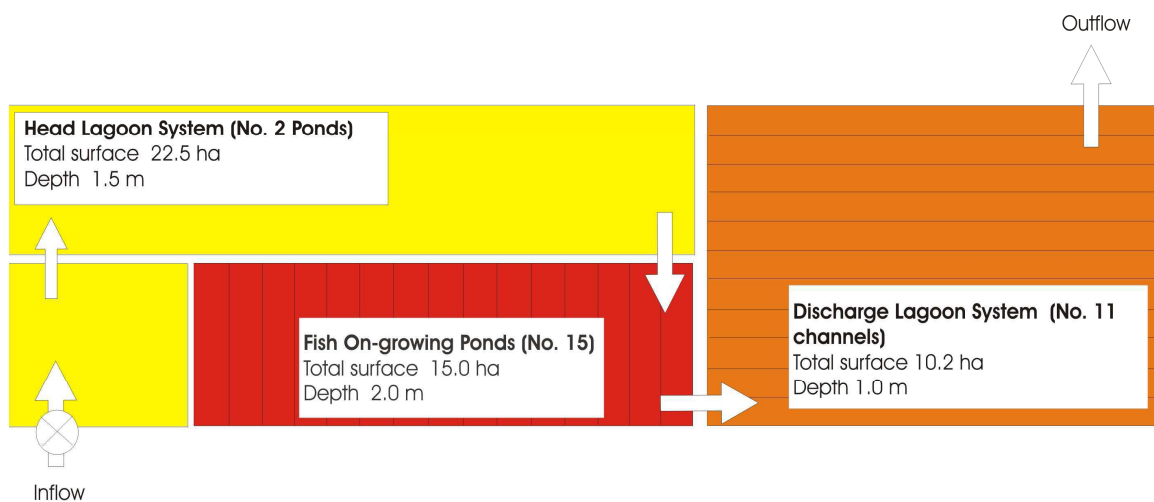 Outflow
Head Lagoon System (No. 2 Ponds)
Total surface 22.5 ha
Depth 1.5 m
Fish On-growing Ponds (No. 15)
Total surface 15.0 ha
Depth 2.0 m
Discharge Lagoon System (No. 11
channels)
Total surface 10.2 ha
Depth 1.0 m
Inflow